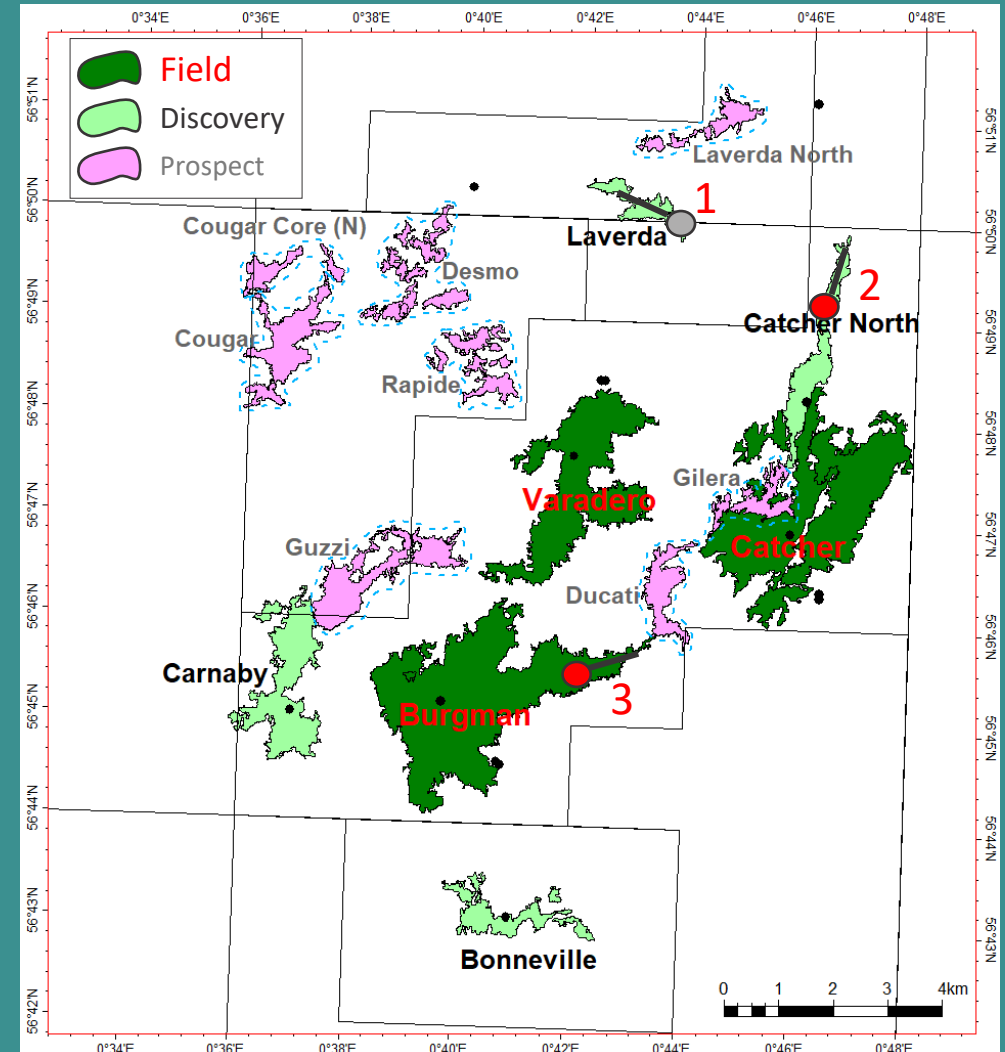 0°34'E 0°36'E 0°38'E 0°40'E 0°42'E 0°44'E 0°46'E 0°48'E
Field
Discovery
Prospect
56°51'N
56°51'N
Laverda North
1
56°50'N
56°50'N
Cougar Core (N)
Laverda
Desmo
2
56°49'N
Catcher North
56°49'N
Cougar
Rapide
56°48'N
56°48'N
Gilera
Varadero
56°47'N
56°47'N
Guzzi
Catcher
Ducati
56°46'N
56°46'N
Carnaby
3
56°45'N
Burgman
56°45'N
56°44'N
56°44'N
56°43'N
56°43'N
Bonneville
0 1 2 3 4km
56°42'N
0°34'E 0°36'E 0°38'E 0°40'E 0°42'E 0°44'E 0°46'E 0°48'E